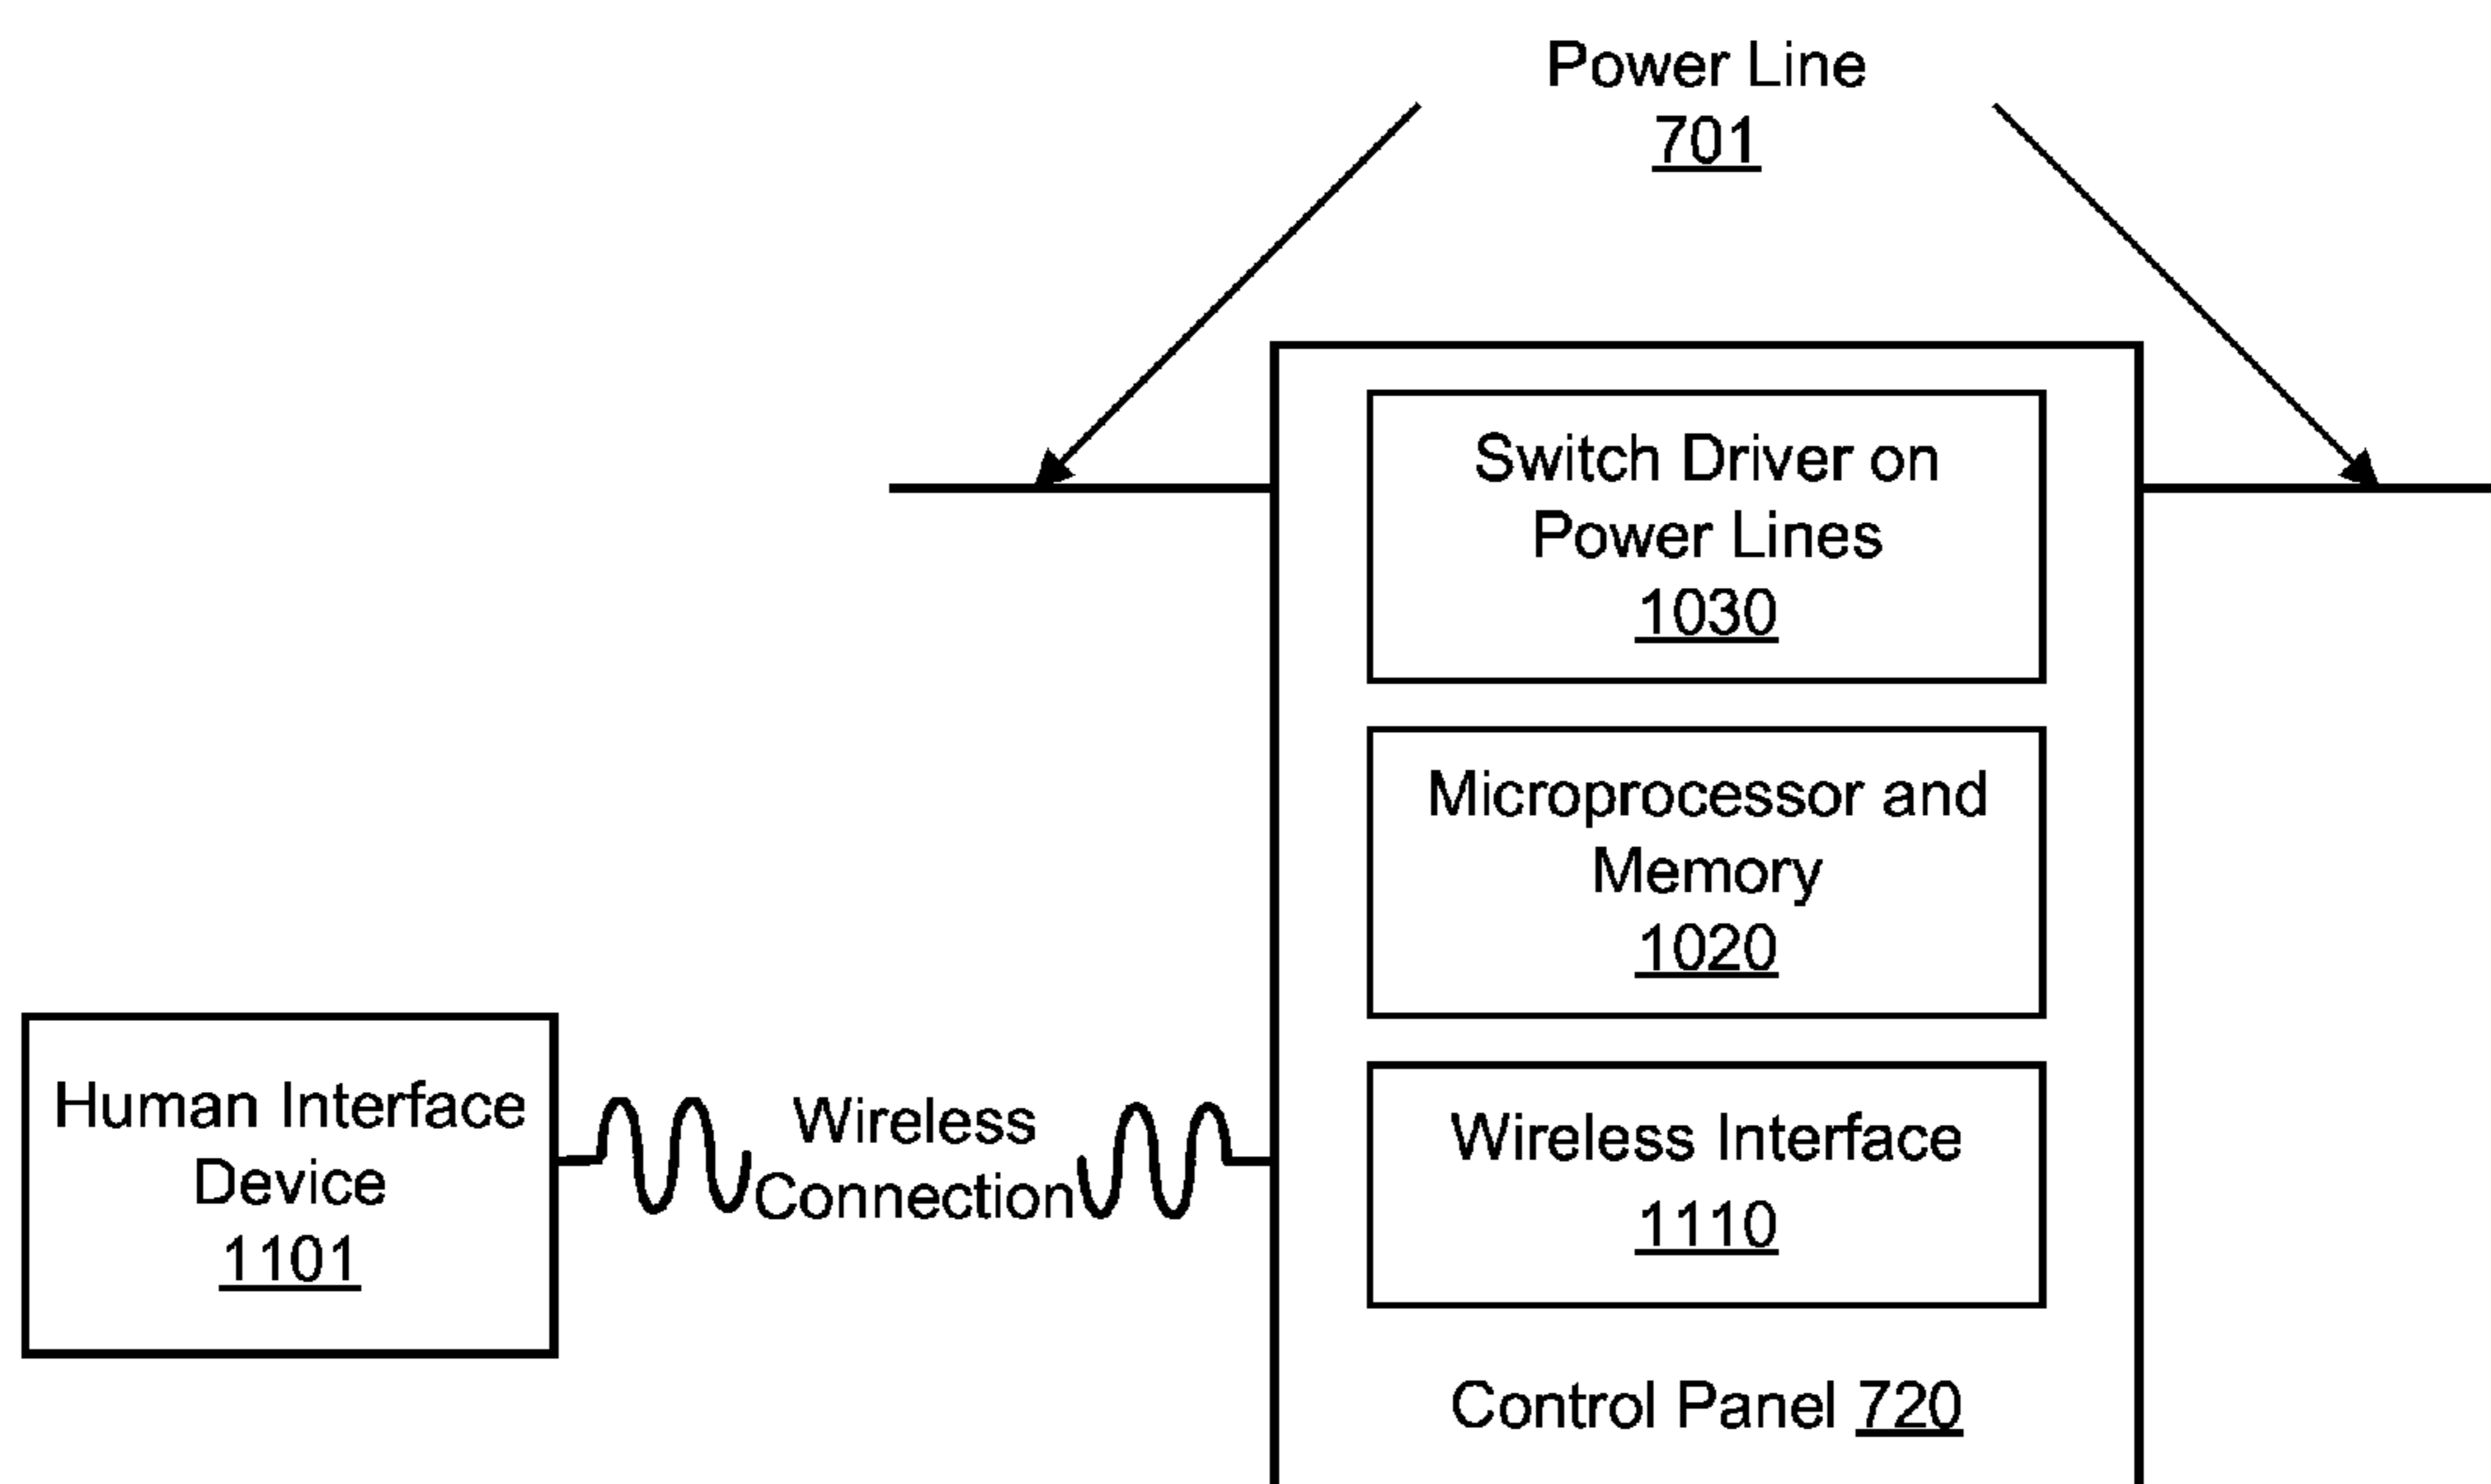 Power Line
701
Switch Driver on
Power Lines
1030
Microprocessor and
Memory
1020
Human Interface
Device
1101
Wireless
Connection
Wireless Interface
1110
Control Panel 720